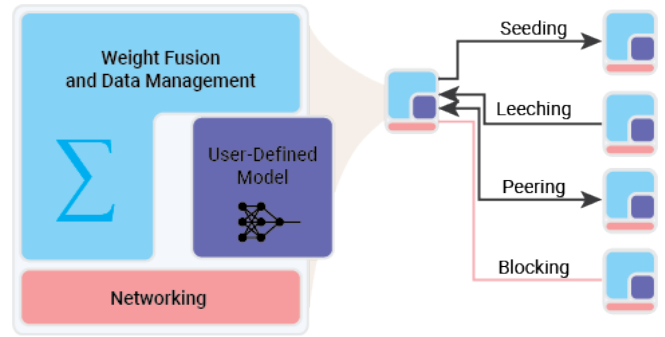 Weight Fusion
and Data Management
∑
User-Defined
Model
Networking
Seeding
Leeching
Peering
Blocking